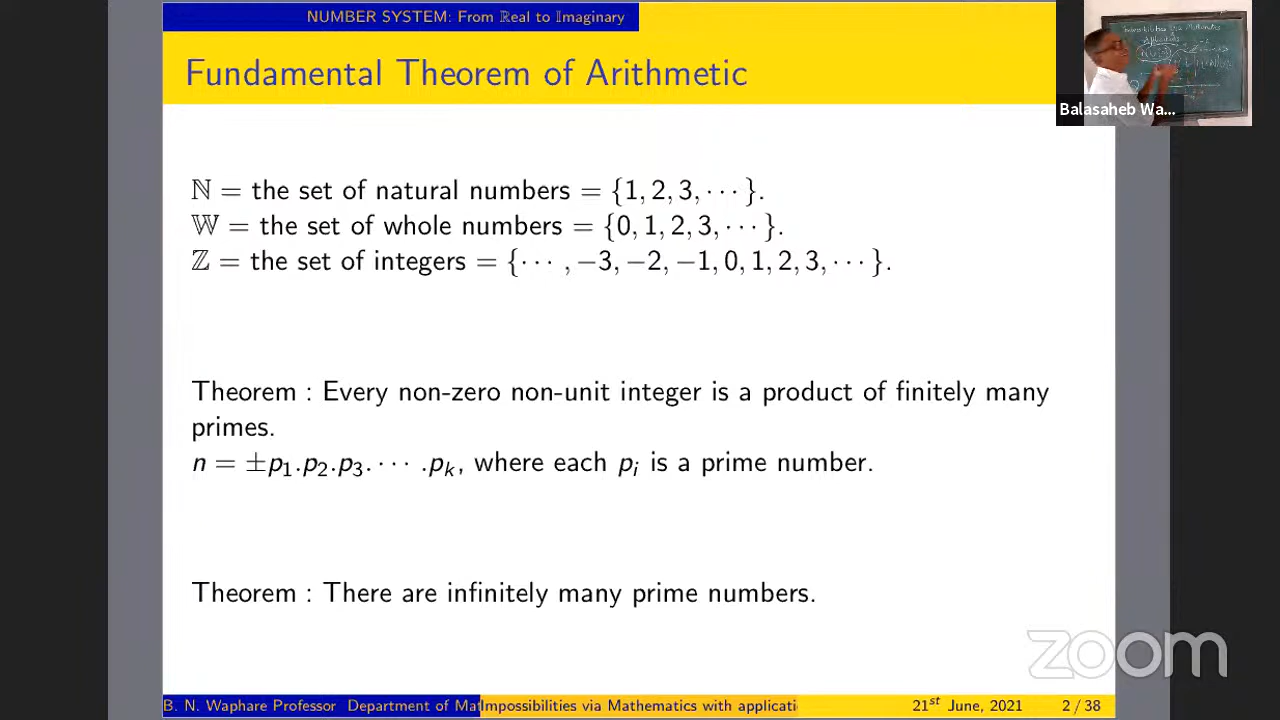 NUMBER SYSTEM: From ℝeal to 𝕀maginary
Fundamental Theorem of Arithmetic
Balasaheb Wa...
ℕ = the set of natural numbers = {1, 2, 3, ⋯ }.
𝕎 = the set of whole numbers = {0, 1, 2, 3, ⋯ }.
ℤ = the set of integers = {⋯ , −3, −2, −1, 0, 1, 2, 3, ⋯ }.
Theorem : Every non-zero non-unit integer is a product of finitely many
primes.
n = ±p₁.p₂.p₃. ⋯ .pₖ, where each pᵢ is a prime number.
Theorem : There are infinitely many prime numbers.
zoom
B. N. Waphare Professor Department of Mat Impossibilities via Mathematics with applicati 21st June, 2021 2 / 38